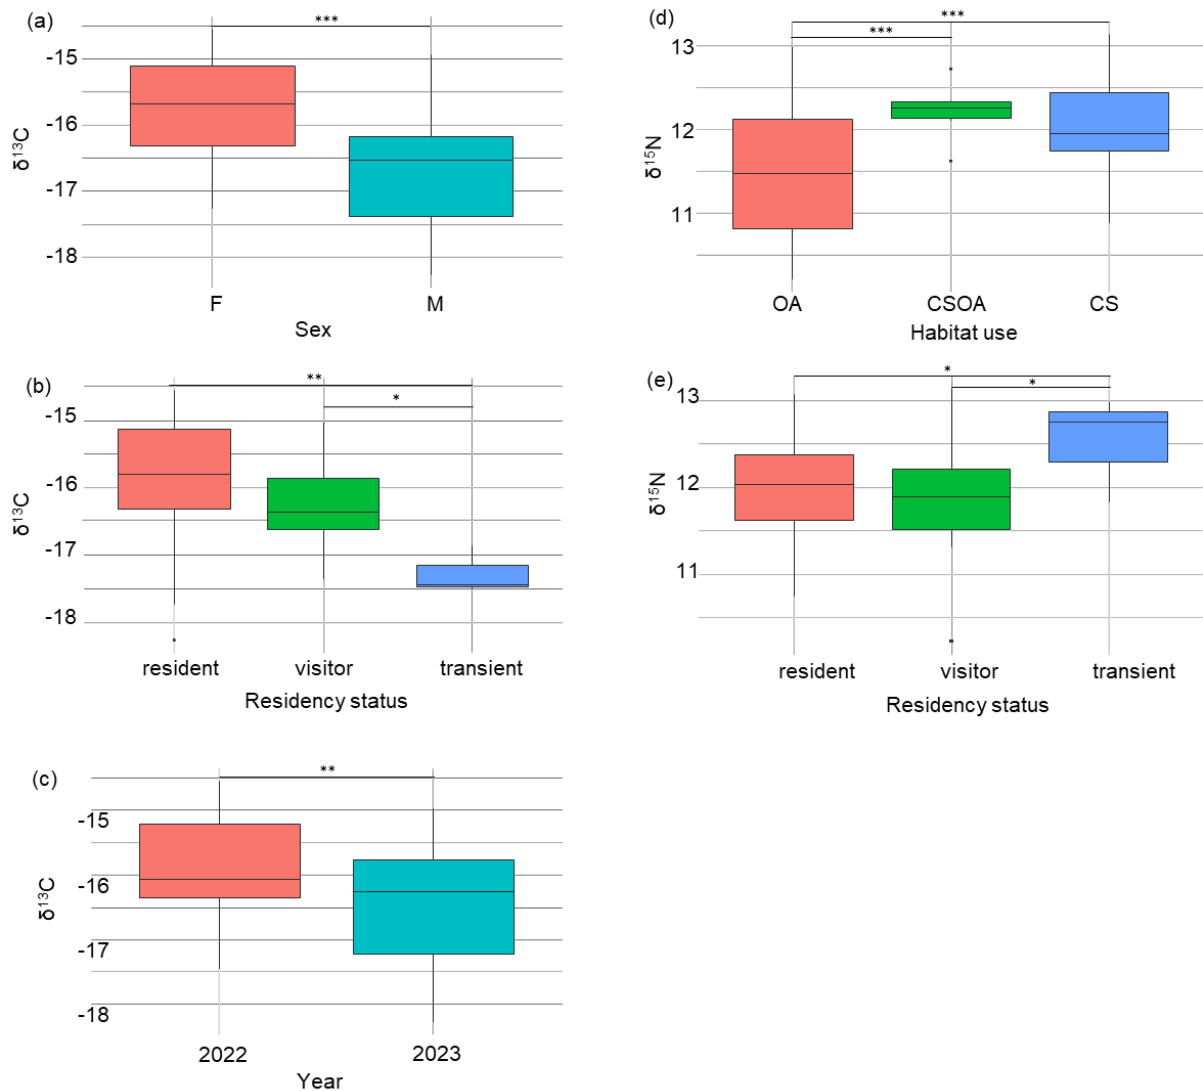 (a)
***
-15
-16
-17
-18
δ¹³C
F M
Sex
(b)
**
*
-15
-16
-17
-18
δ¹³C
resident visitor transient
Residency status
(c)
**
-15
-16
-17
-18
δ¹³C
2022 2023
Year
(d)
***
***
13
12
11
δ¹⁵N
OA CSOA CS
Habitat use
(e)
*
*
13
12
11
δ¹⁵N
resident visitor transient
Residency status